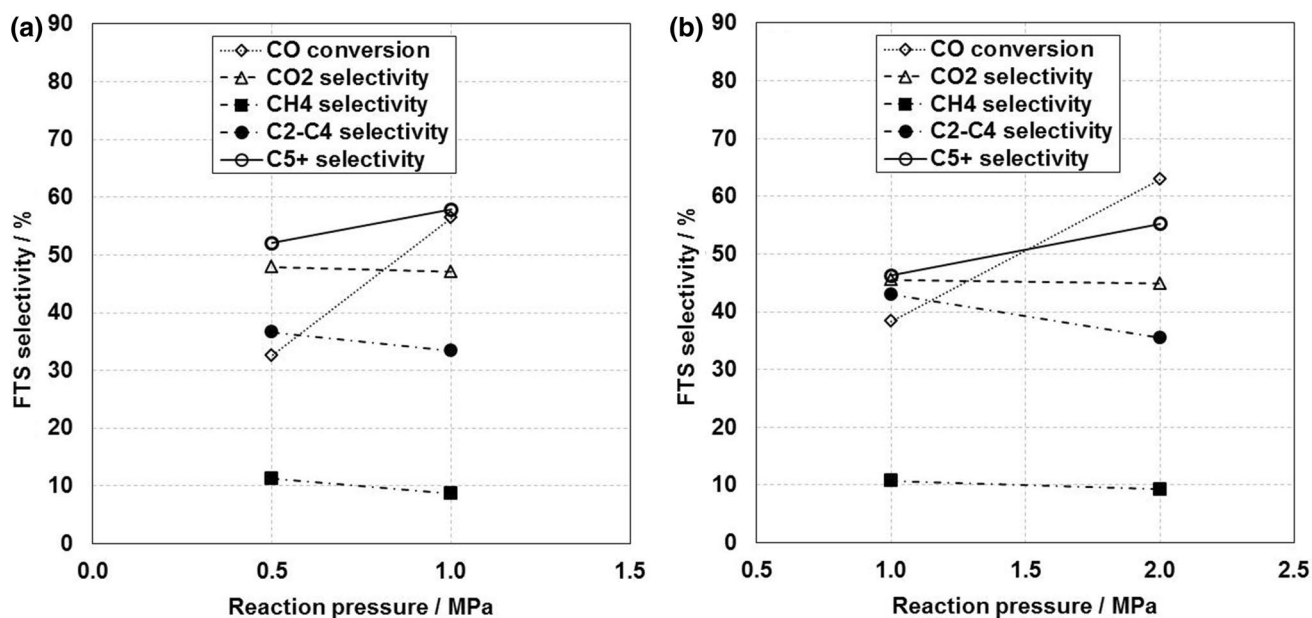 (a)
90
80
70
60
50
40
30
20
10
0
FTS selectivity / %
CO conversion
CO2 selectivity
CH4 selectivity
C2-C4 selectivity
C5+ selectivity
0.0 0.5 1.0 1.5
Reaction pressure / MPa
(b)
90
80
70
60
50
40
30
20
10
0
FTS selectivity / %
CO conversion
CO2 selectivity
CH4 selectivity
C2-C4 selectivity
C5+ selectivity
0.5 1.0 1.5 2.0 2.5
Reaction pressure / MPa